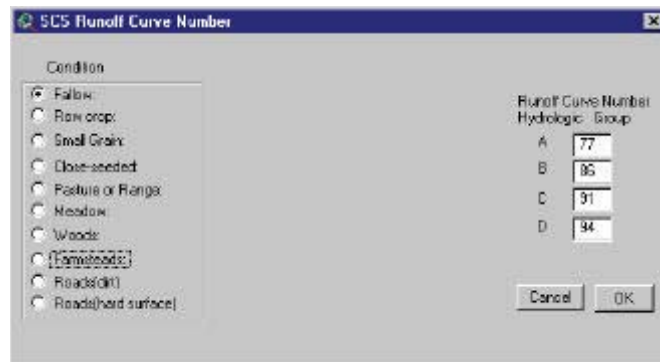 SCS Runoff Curve Number
Condition
Fallow:
Row crop:
Small Grain:
Close-seeded:
Pasture or Range:
Meadow:
Woods:
Farmsteads:
Roads(dirt)
Roads(hard surface)
Runoff Curve Number
Hydrologic Group
A 77
B 86
C 91
D 94
Cancel OK